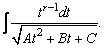 ∫ t^{r-1}dt / √(At² + Bt + C).